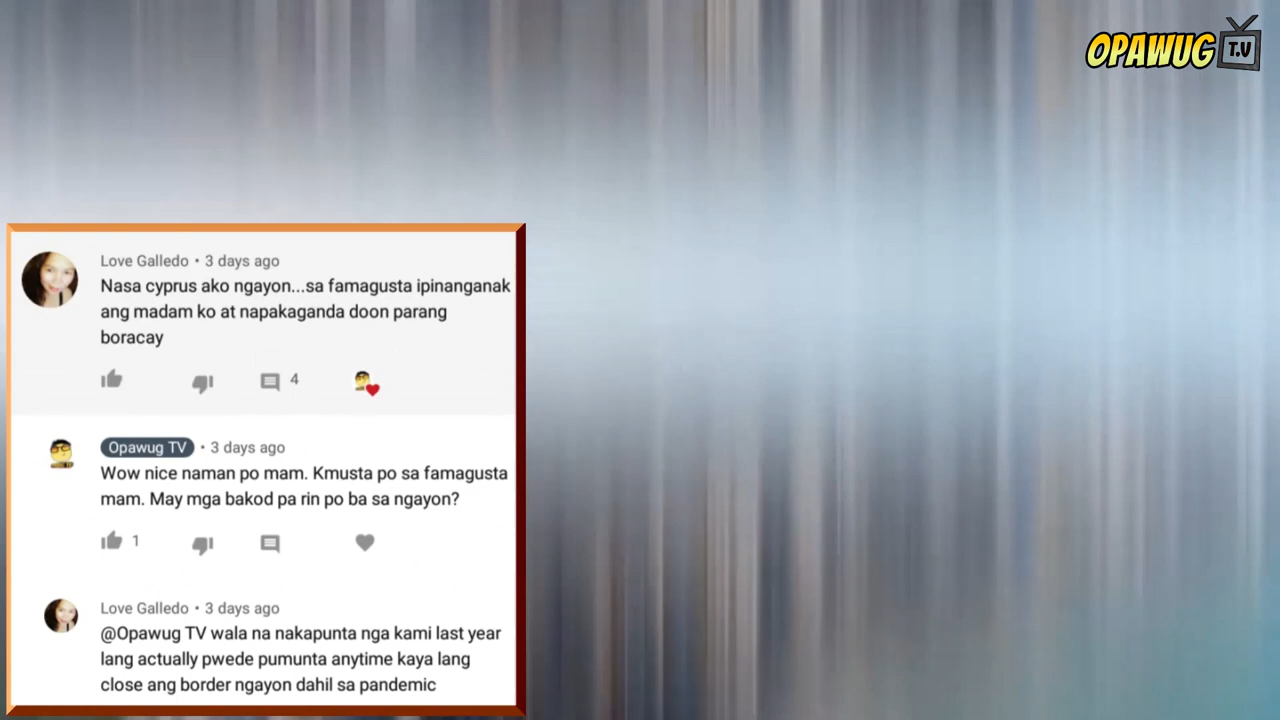 OPAWUG T.V
Love Galledo • 3 days ago
Nasa cyprus ako ngayon...sa famagusta ipinanganak
ang madam ko at napakaganda doon parang
boracay
4
Opawug TV • 3 days ago
Wow nice naman po mam. Kmusta po sa famagusta
mam. May mga bakod pa rin po ba sa ngayon?
1
Love Galledo • 3 days ago
@Opawug TV wala na nakapunta nga kami last year
lang actually pwede pumunta anytime kaya lang
close ang border ngayon dahil sa pandemic